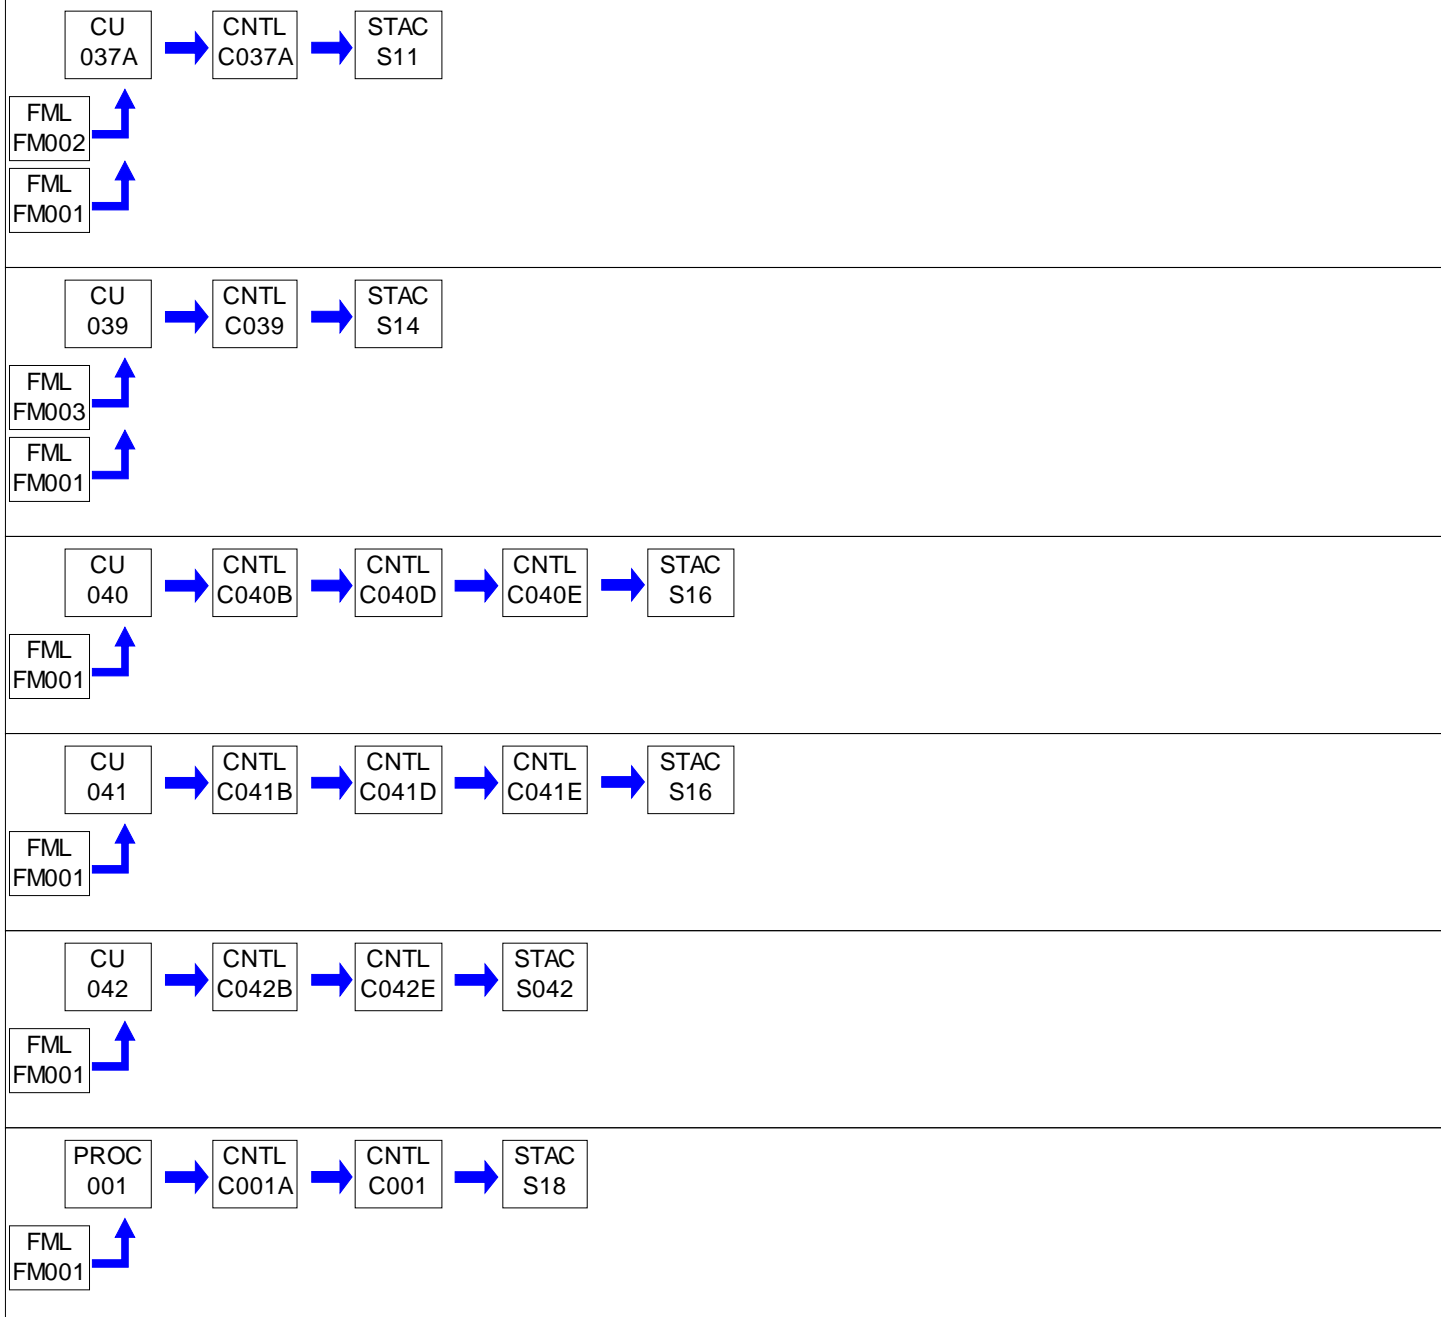 CU
037A
CNTL
C037A
STAC
S11
FML
FM002
FML
FM001
CU
039
CNTL
C039
STAC
S14
FML
FM003
FML
FM001
CU
040
CNTL
C040B
CNTL
C040D
CNTL
C040E
STAC
S16
FML
FM001
CU
041
CNTL
C041B
CNTL
C041D
CNTL
C041E
STAC
S16
FML
FM001
CU
042
CNTL
C042B
CNTL
C042E
STAC
S042
FML
FM001
PROC
001
CNTL
C001A
CNTL
C001
STAC
S18
FML
FM001